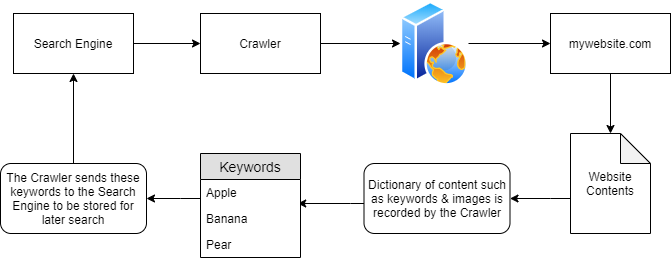 Search Engine
Crawler
mywebsite.com
The Crawler sends these
keywords to the Search
Engine to be stored for
later search
Keywords
Apple
Banana
Pear
Dictionary of content such
as keywords & images is
recorded by the Crawler
Website
Contents